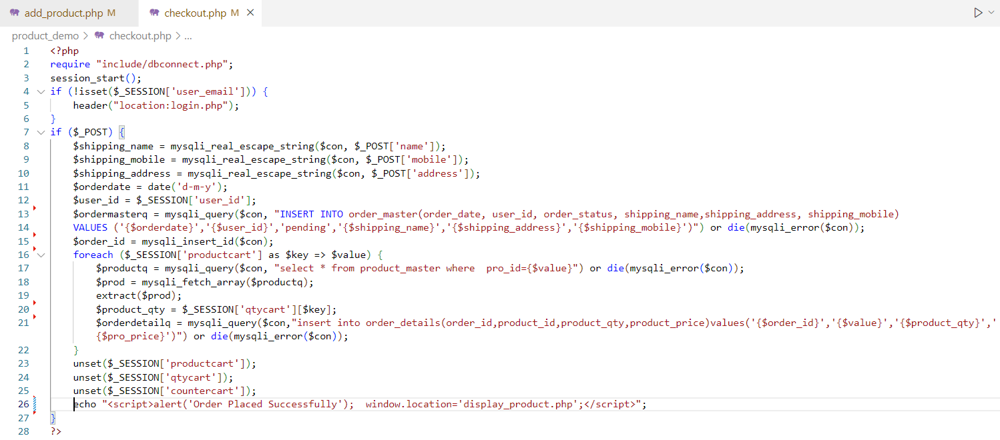 add_product.php M checkout.php M
product_demo > checkout.php > ...
1 <?php
2 require "include/dbconnect.php";
3 session_start();
4 if (!isset($_SESSION['user_email'])) {
5 header("location:login.php");
6 }
7 if ($_POST) {
8 $shipping_name = mysqli_real_escape_string($con, $_POST['name']);
9 $shipping_mobile = mysqli_real_escape_string($con, $_POST['mobile']);
10 $shipping_address = mysqli_real_escape_string($con, $_POST['address']);
11 $orderdate = date('d-m-y');
12 $user_id = $_SESSION['user_id'];
13 $ordermasterq = mysqli_query($con, "INSERT INTO order_master(order_date, user_id, order_status, shipping_name,shipping_address, shipping_mobile)
14 VALUES ('{$orderdate}','{$user_id}','pending','{$shipping_name}','{$shipping_address}','{$shipping_mobile}')") or die(mysqli_error($con));
15 $order_id = mysqli_insert_id($con);
16 foreach ($_SESSION['productcart'] as $key => $value) {
17 $productq = mysqli_query($con, "select * from product_master where  pro_id={$value}") or die(mysqli_error($con));
18 $prod = mysqli_fetch_array($productq);
19 extract($prod);
20 $product_qty = $_SESSION['qtycart'][$key];
21 $orderdetailq = mysqli_query($con,"insert into order_details(order_id,product_id,product_qty,product_price)values('{$order_id}','{$value}','{$product_qty}','
{$pro_price}')") or die(mysqli_error($con));
22 }
23 unset($_SESSION['productcart']);
24 unset($_SESSION['qtycart']);
25 unset($_SESSION['countercart']);
26 echo "<script>alert('Order Placed Successfully');  window.location='display_product.php';</script>";
27 }
28 ?>